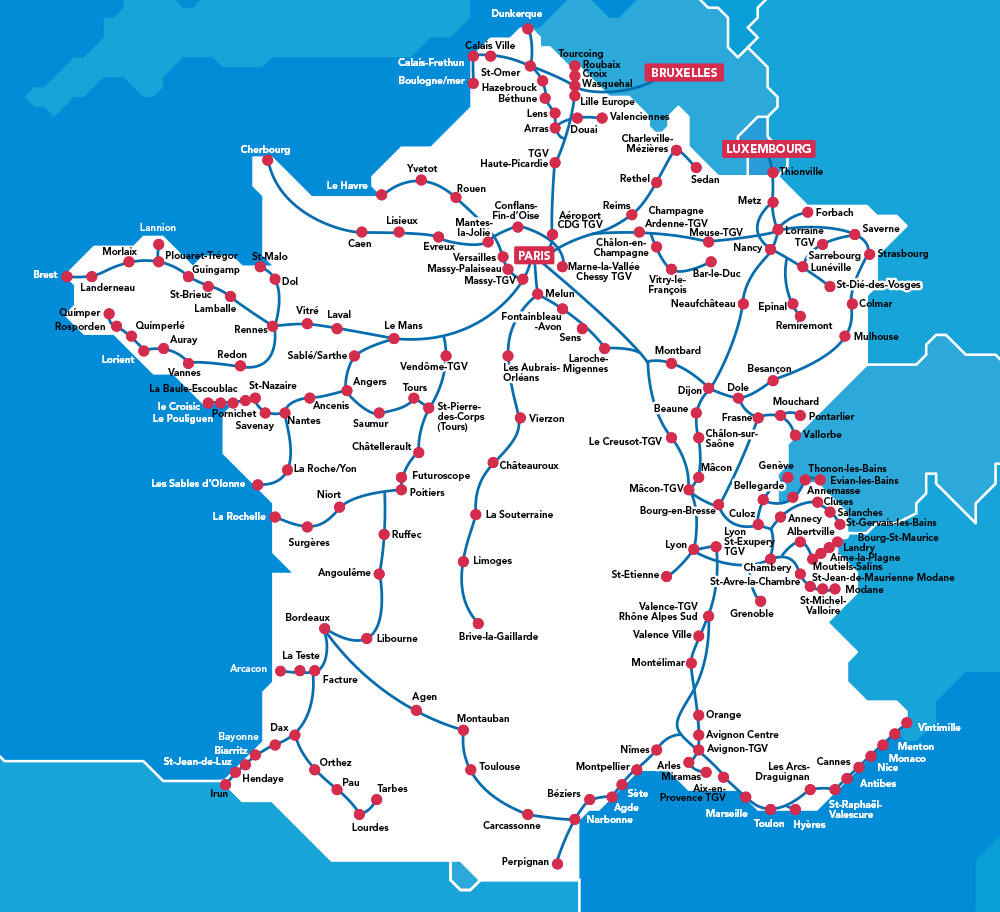 Dunkerque
Calais Ville
Calais-Frethun
Boulogne/mer
St-Omer
Hazebrouck
Béthune
Lens
Arras
Tourcoing
Roubaix
Croix
Wasquehal
Lille Europe
Douai
Valenciennes
BRUXELLES
LUXEMBOURG
TGV
Haute-Picardie
Charleville-
Mézières
Sedan
Rethel
Reims
Thionville
Metz
Forbach
Cherbourg
Le Havre
Yvetot
Rouen
Lisieux
Caen
Evreux
Mantes-
la-Jolie
Conflans-
Fin-d'Oise
Aéroport
CDG TGV
PARIS
Versailles
Massy-Palaiseau
Massy-TGV
Marne-la-Vallée
Chessy TGV
Champagne
Ardenne-TGV
Châlon-en-
Champagne
Meuse-TGV
Vitry-le-
François
Bar-le-Duc
Lorraine
TGV
Nancy
Saverne
Strasbourg
Sarrebourg
Lunéville
St-Dié-des-Vosges
Colmar
Mulhouse
Neufchâteau
Epinal
Remiremont
Lannion
Morlaix
Plouaret-Trégor
Guingamp
Brest
Landerneau
St-Brieuc
Lamballe
St-Malo
Dol
Quimper
Rosporden
Quimperlé
Lorient
Auray
Vannes
Redon
Rennes
Vitré
Laval
Le Mans
Sablé/Sarthe
Vendôme-TGV
Melun
Fontainbleau
-Avon
Sens
Laroche-
Migennes
Les Aubrais-
Orléans
Montbard
Dijon
Dole
Besançon
Beaune
Frasne
Mouchard
Pontarlier
Vallorbe
La Baule-Escoublac
St-Nazaire
le Croisic
Le Pouliguen
Pornichet
Savenay
Nantes
Ancenis
Angers
Saumur
Tours
St-Pierre-
des-Corps
(Tours)
Châtellerault
Futuroscope
Poitiers
Vierzon
Châteauroux
La Souterraine
Limoges
Brive-la-Gaillarde
La Roche/Yon
Les Sables d'Olonne
Niort
La Rochelle
Surgères
Ruffec
Angoulême
Libourne
Bordeaux
Le Creusot-TGV
Châlon-sur-
Saône
Mâcon
Mâcon-TGV
Bourg-en-Bresse
Genève
Bellegarde
Thonon-les-Bains
Evian-les-Bains
Annemasse
Cluses
Salanches
St-Gervais-les-Bains
Culoz
Annecy
Lyon
Lyon
St-Exupery
TGV
Albertville
Bourg-St-Maurice
Landry
Aime-la-Plagne
Moutiels-Salins
Chambery
St-Avre-la-Chambre
St-Jean-de-Maurienne Modane
Modane
St-Michel-
Valloire
St-Etienne
Grenoble
Valence-TGV
Rhône Alpes Sud
Valence Ville
Montélimar
Orange
Avignon Centre
Avignon-TGV
Arles
Miramas
Aix-en-
Provence TGV
La Teste
Arcacon
Facture
Dax
Bayonne
Biarritz
St-Jean-de-Luz
Hendaye
Irun
Orthez
Pau
Tarbes
Lourdes
Agen
Montauban
Toulouse
Carcassonne
Nîmes
Montpellier
Sète
Agde
Béziers
Narbonne
Perpignan
Marseille
Toulon
Hyères
Les Arcs-
Draguignan
St-Raphaël-
Valescure
Cannes
Antibes
Nice
Monaco
Menton
Vintimille